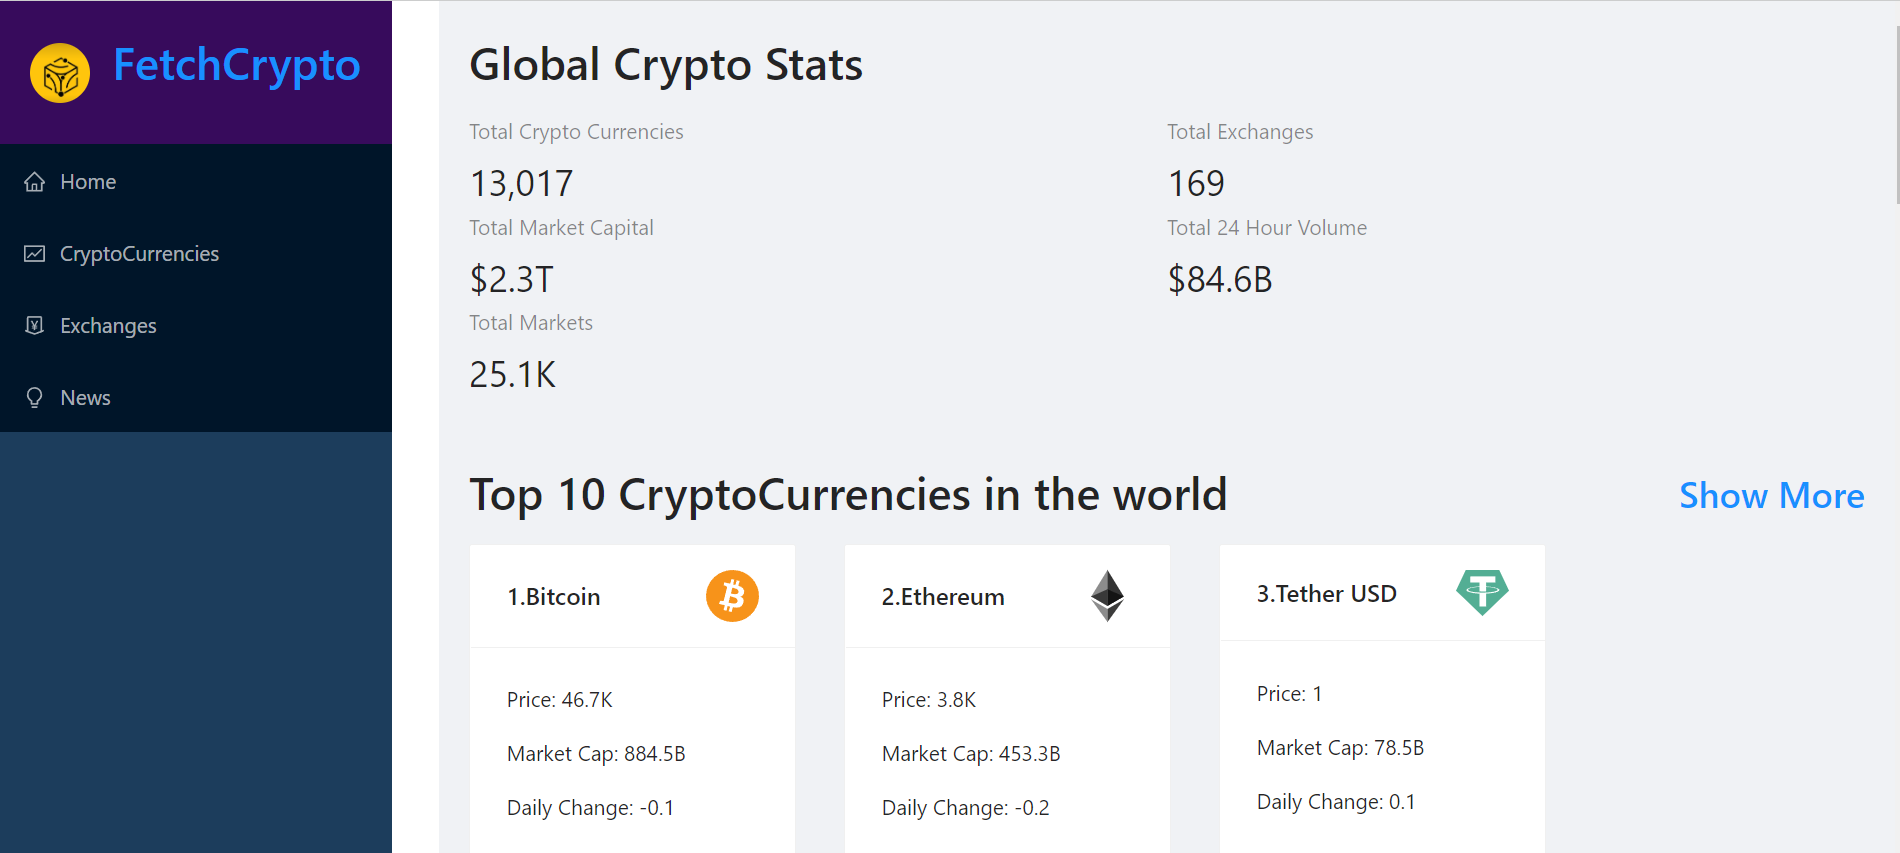 FetchCrypto
Home
CryptoCurrencies
Exchanges
News
Global Crypto Stats
Total Crypto Currencies
13,017
Total Exchanges
169
Total Market Capital
$2.3T
Total 24 Hour Volume
$84.6B
Total Markets
25.1K
Top 10 CryptoCurrencies in the world
Show More
1.Bitcoin
Price: 46.7K
Market Cap: 884.5B
Daily Change: -0.1
2.Ethereum
Price: 3.8K
Market Cap: 453.3B
Daily Change: -0.2
3.Tether USD
Price: 1
Market Cap: 78.5B
Daily Change: 0.1